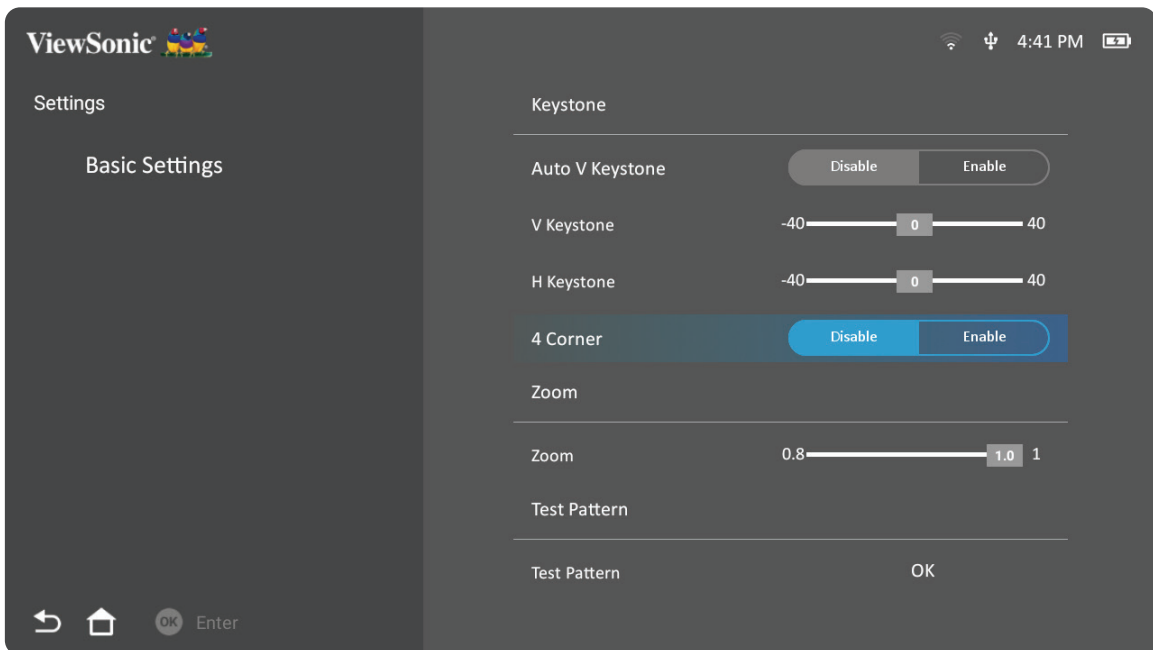 ViewSonic
4:41 PM
Settings
Basic Settings
Keystone
Auto V Keystone Disable Enable
V Keystone -40 0 40
H Keystone -40 0 40
4 Corner Disable Enable
Zoom
Zoom 0.8 1.0 1
Test Pattern
Test Pattern OK
OK Enter